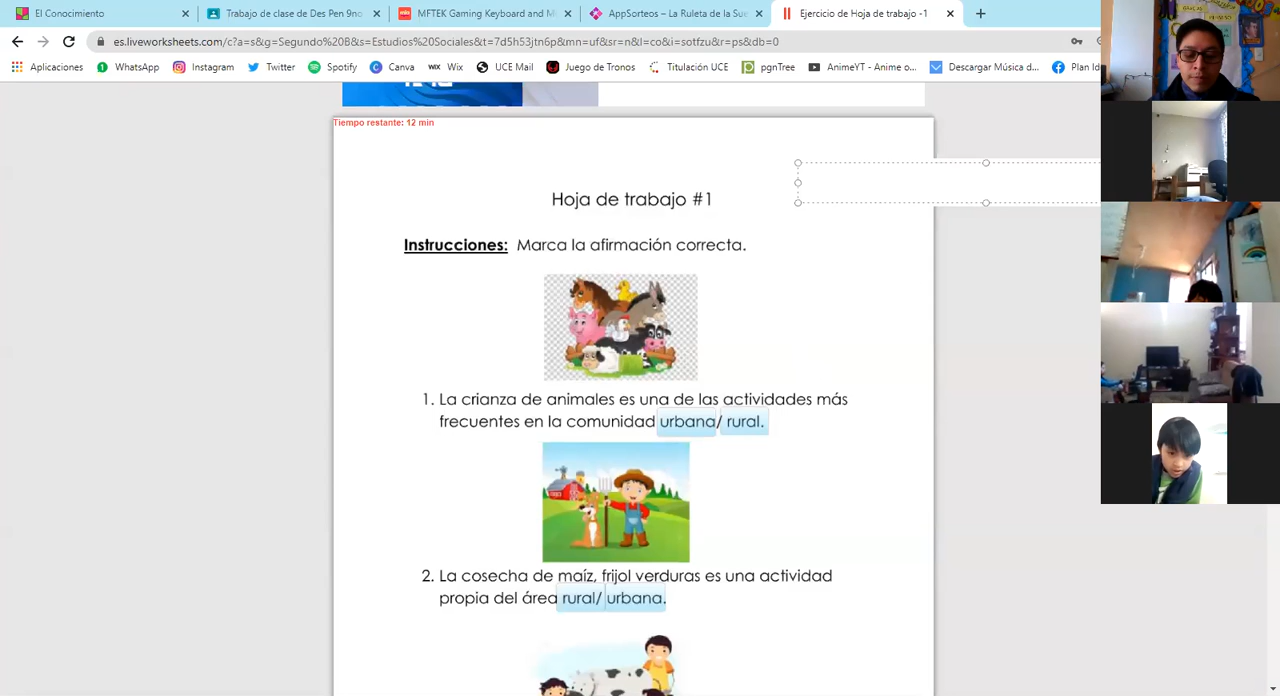 El Conocimiento
Trabajo de clase de Des Pen 9no
MFTEK Gaming Keyboard and M
AppSorteos – La Ruleta de la Sue
Ejercicio de Hoja de trabajo -1
es.liveworksheets.com/c?a=s&g=Segundo%20B&s=Estudios%20Sociales&t=7d5h53jtn6p&mn=uf&sr=n&l=co&i=sotfzu&r=ps&db=0
Aplicaciones
WhatsApp
Instagram
Twitter
Spotify
Canva
Wix
Mail
Juego de Tronos
Titulación UCE
pgnTree
AnimeYT - Anime o...
Descargar Música d...
Plan Id
Tiempo restante: 12 min
Hoja de trabajo #1
Instrucciones: Marca la afirmación correcta.
1. La crianza de animales es una de las actividades más
frecuentes en la comunidad urbana/ rural.
2. La cosecha de maíz, frijol verduras es una actividad
propia del área rural/ urbana.